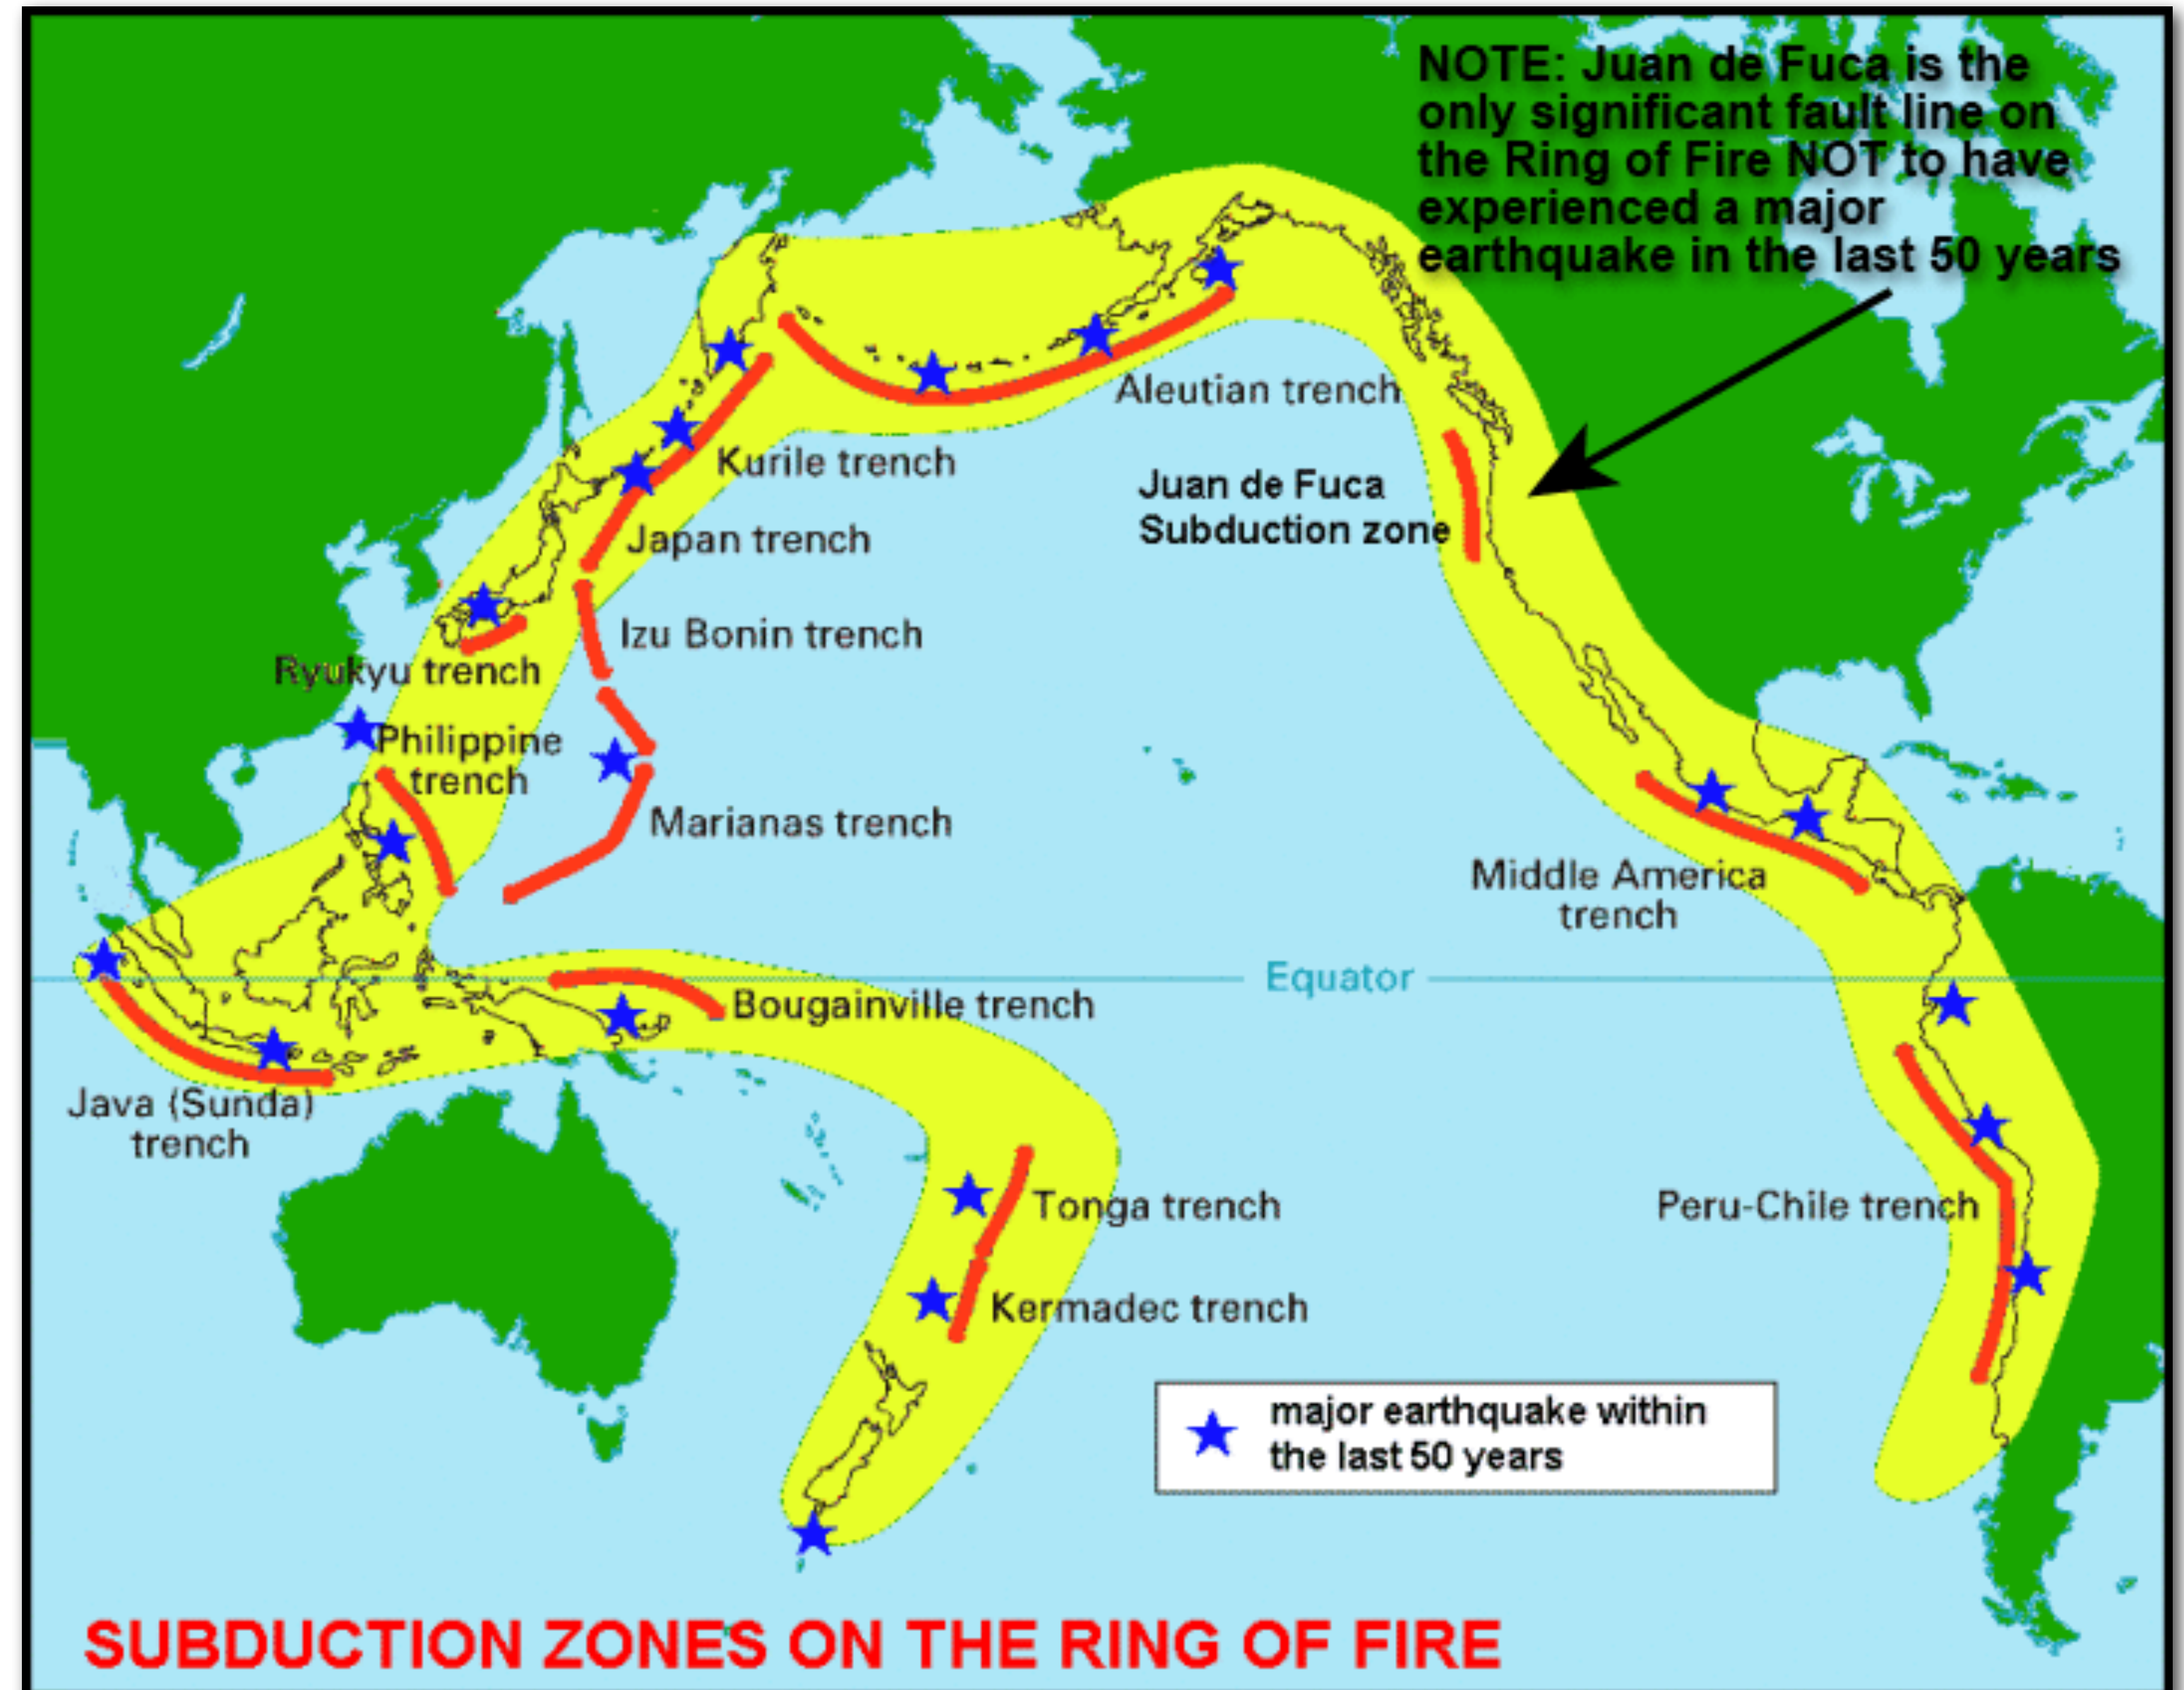 NOTE: Juan de Fuca is the
only significant fault line on
the Ring of Fire NOT to have
experienced a major
earthquake in the last 50 years
Aleutian trench
Kurile trench
Juan de Fuca
Subduction zone
Japan trench
Izu Bonin trench
Ryukyu trench
Philippine
trench
Marianas trench
Middle America
trench
Equator
Bougainville trench
Java (Sunda)
trench
Tonga trench
Peru-Chile trench
Kermadec trench
major earthquake within
the last 50 years
SUBDUCTION ZONES ON THE RING OF FIRE